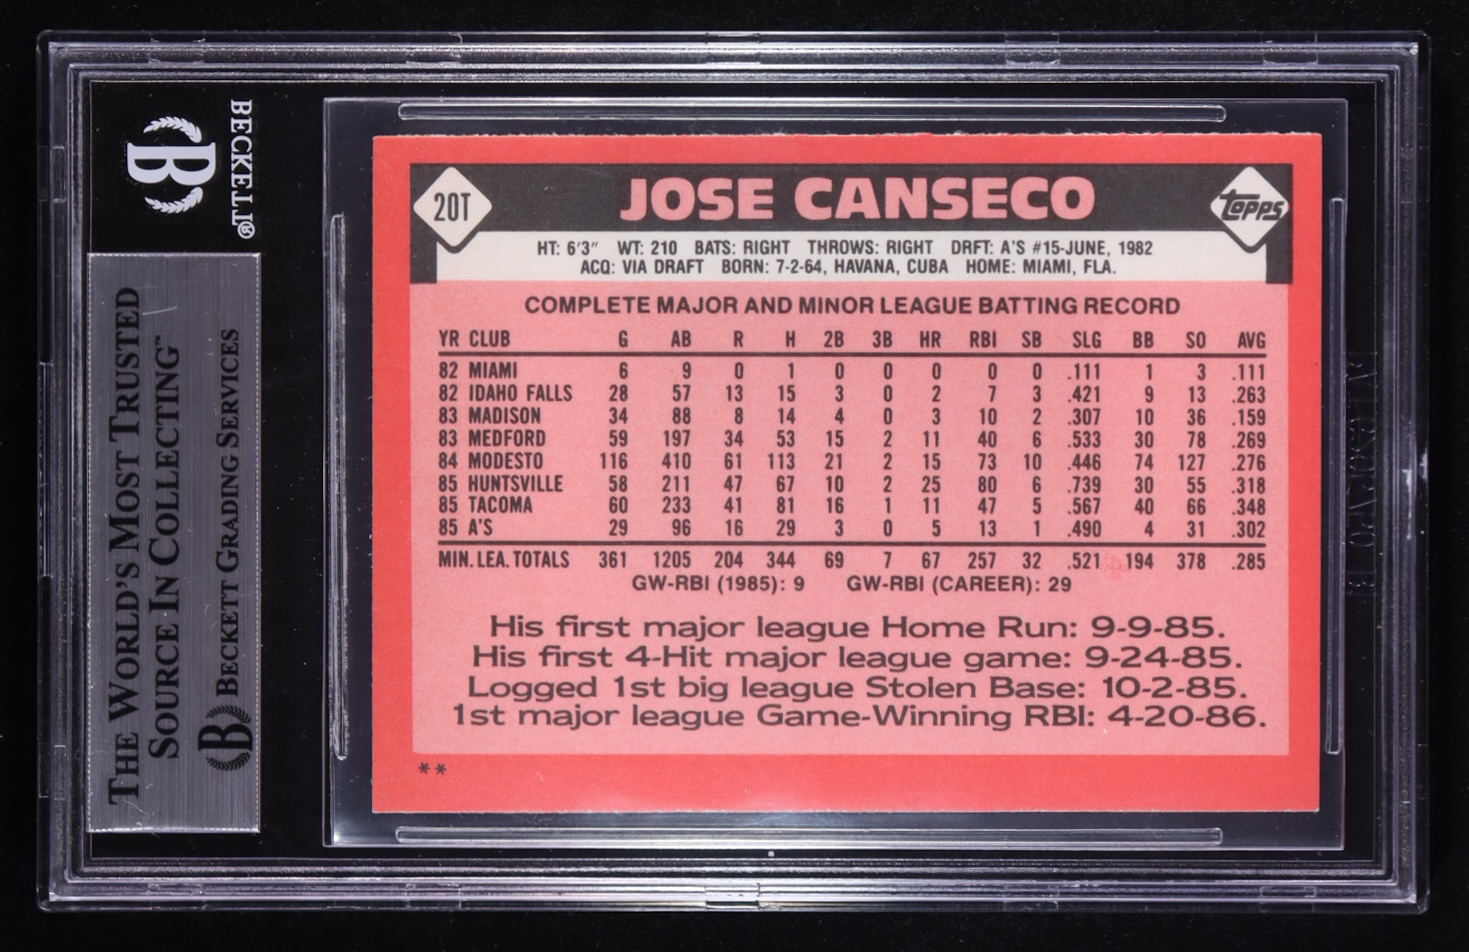 BECKETT®
B
THE WORLD'S MOST TRUSTED
SOURCE IN COLLECTING™
B BECKETT GRADING SERVICES
20T
JOSE CANSECO
topps
HT: 6'3" WT: 210 BATS: RIGHT THROWS: RIGHT DRFT: A'S #15-JUNE, 1982
ACQ: VIA DRAFT BORN: 7-2-64, HAVANA, CUBA HOME: MIAMI, FLA.
COMPLETE MAJOR AND MINOR LEAGUE BATTING RECORD
YR CLUB G AB R H 2B 3B HR RBI SB SLG BB SO AVG
82 MIAMI 6 9 0 1 0 0 0 0 0 .111 1 3 .111
82 IDAHO FALLS 28 57 13 15 3 0 2 7 3 .421 9 13 .263
83 MADISON 34 88 8 14 4 0 3 10 2 .307 10 36 .159
83 MEDFORD 59 197 34 53 15 2 11 40 6 .533 30 78 .269
84 MODESTO 116 410 61 113 21 2 15 73 10 .446 74 127 .276
85 HUNTSVILLE 58 211 47 67 10 2 25 80 6 .739 30 55 .318
85 TACOMA 60 233 41 81 16 1 11 47 5 .567 40 66 .348
85 A'S 29 96 16 29 3 0 5 13 1 .490 4 31 .302
MIN. LEA. TOTALS 361 1205 204 344 69 7 67 257 32 .521 194 378 .285
GW-RBI (1985): 9 GW-RBI (CAREER): 29
His first major league Home Run: 9-9-85.
His first 4-Hit major league game: 9-24-85.
Logged 1st big league Stolen Base: 10-2-85.
1st major league Game-Winning RBI: 4-20-86.
**